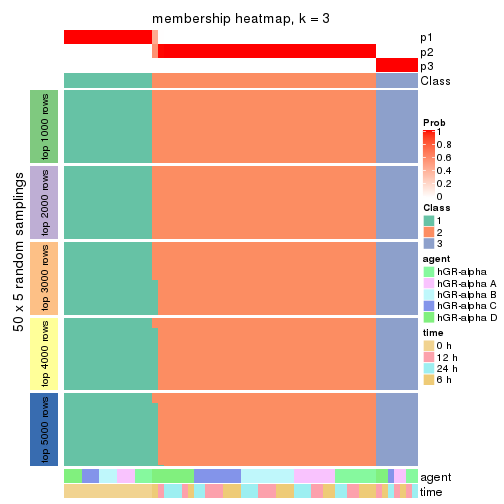 membership heatmap, k = 3
p1
p2
p3
Class
50 x 5 random samplings
top 1000 rows
top 2000 rows
top 3000 rows
top 4000 rows
top 5000 rows
agent
time
Prob
1
0.8
0.6
0.4
0.2
0
Class
1
2
3
agent
hGR-alpha
hGR-alpha A
hGR-alpha B
hGR-alpha C
hGR-alpha D
time
0 h
12 h
24 h
6 h